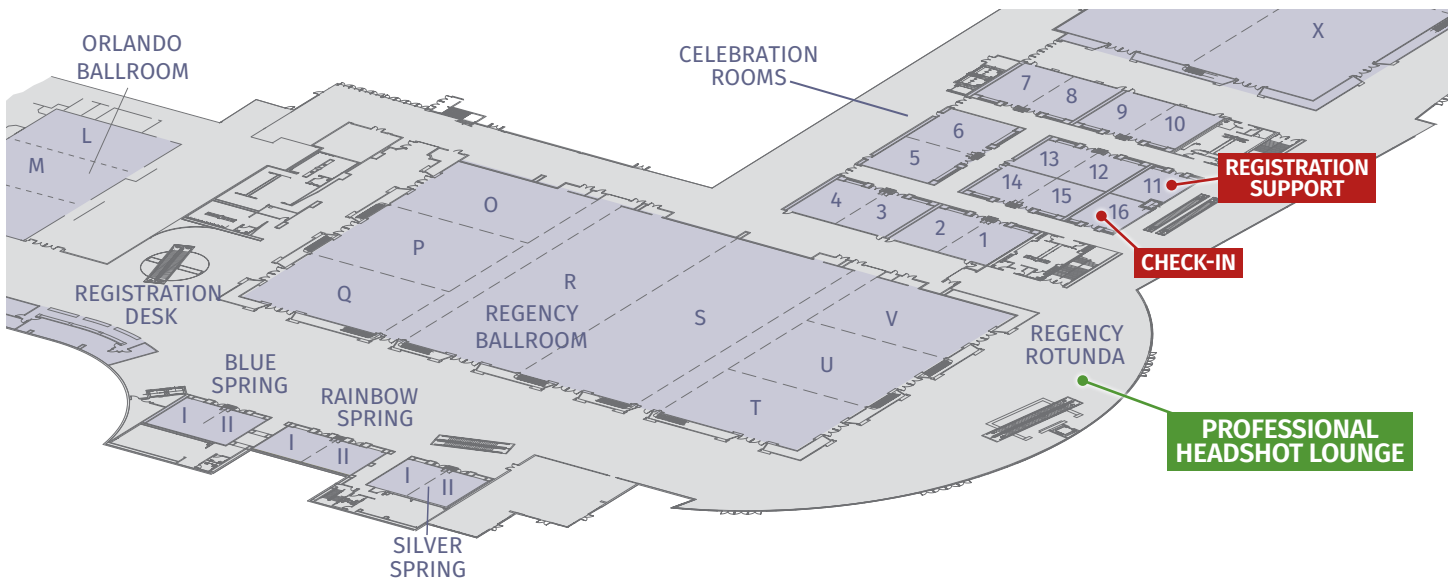 ORLANDO
BALLROOM
L
M
CELEBRATION
ROOMS
X
7
8
9
10
6
5
13
12
11
14
15
16
4
3
2
1
REGISTRATION
SUPPORT
CHECK-IN
O
P
Q
R
REGENCY
BALLROOM
S
V
U
T
REGENCY
ROTUNDA
PROFESSIONAL
HEADSHOT LOUNGE
REGISTRATION
DESK
BLUE
SPRING
I
II
RAINBOW
SPRING
I
II
I
II
SILVER
SPRING